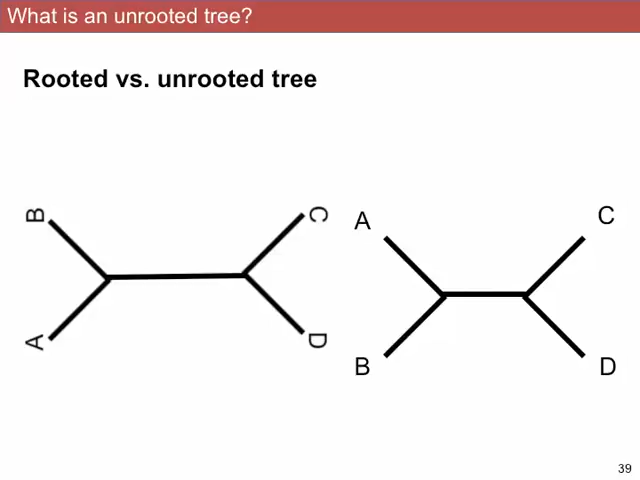 What is an unrooted tree?
Rooted vs. unrooted tree
B
C
A
D
A
C
B
D
39